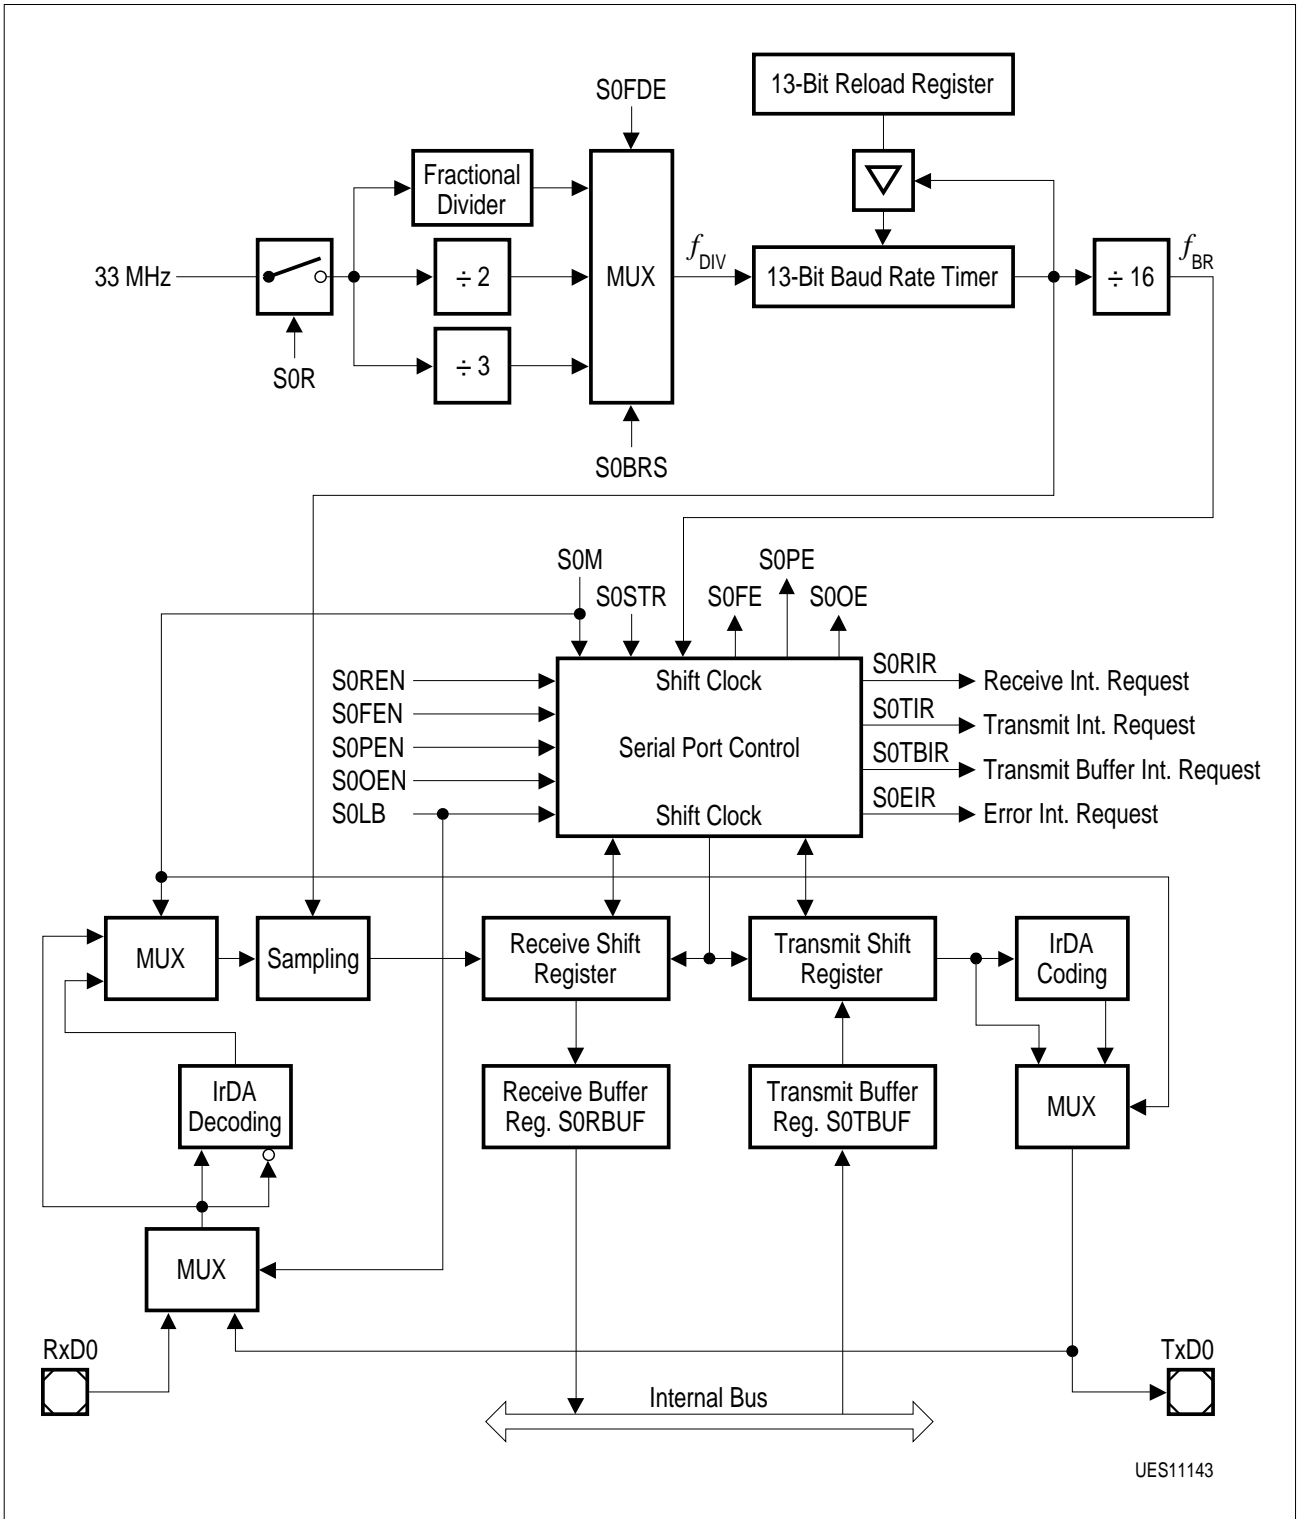 S0FDE
13-Bit Reload Register
Fractional
Divider
33 MHz
÷ 2
MUX
fDIV
13-Bit Baud Rate Timer
÷ 16
fBR
÷ 3
S0R
S0BRS
S0M
S0STR
S0FE
S0PE
S0OE
S0REN
S0FEN
S0PEN
S0OEN
S0LB
Shift Clock
Serial Port Control
Shift Clock
S0RIR
Receive Int. Request
S0TIR
Transmit Int. Request
S0TBIR
Transmit Buffer Int. Request
S0EIR
Error Int. Request
MUX
Sampling
Receive Shift
Register
Transmit Shift
Register
IrDA
Coding
IrDA
Decoding
Receive Buffer
Reg. S0RBUF
Transmit Buffer
Reg. S0TBUF
MUX
MUX
RxD0
TxD0
Internal Bus
UES11143